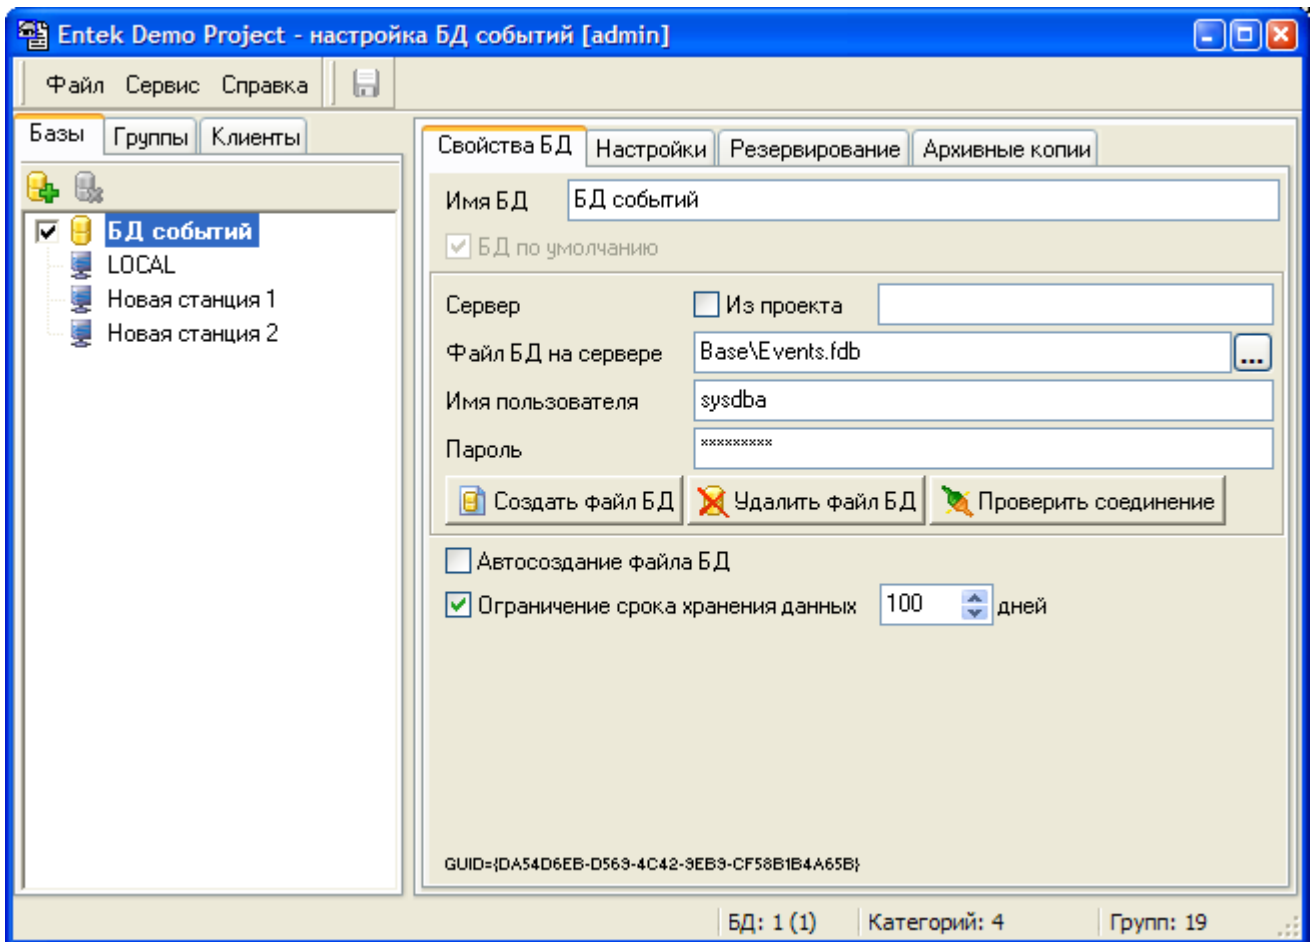 Entek Demo Project - настройка БД событий [admin]
Файл Сервис Справка
Базы Группы Клиенты
БД событий
LOCAL
Новая станция 1
Новая станция 2
Свойства БД Настройки Резервирование Архивные копии
Имя БД БД событий
БД по умолчанию
Сервер Из проекта
Файл БД на сервере Base\Events.fdb ...
Имя пользователя sysdba
Пароль *********
Создать файл БД Удалить файл БД Проверить соединение
Автосоздание файла БД
Ограничение срока хранения данных 100 дней
GUID={DA54D6EB-D569-4C42-9EB9-CF58B1B4A65B}
БД: 1 (1) Категорий: 4 Групп: 19